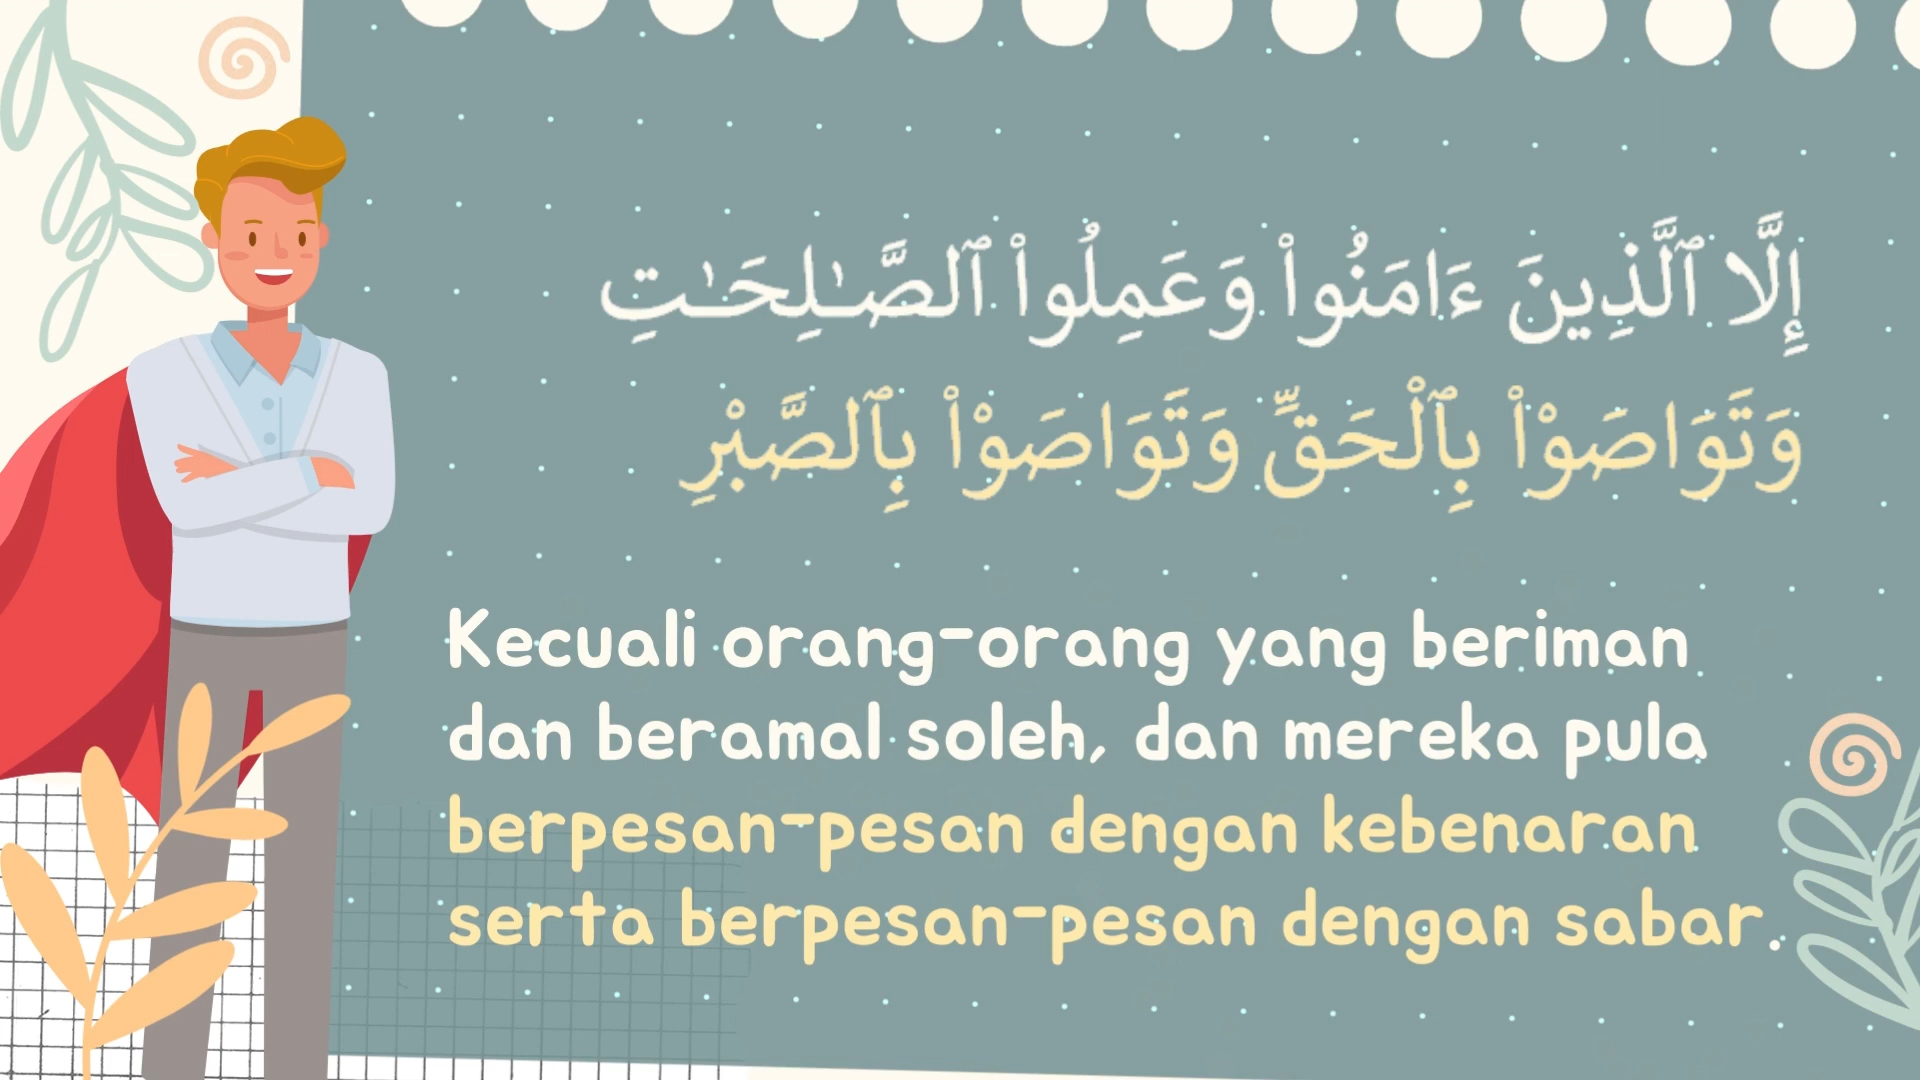 إِلَّا ٱلَّذِينَ ءَامَنُوا۟ وَعَمِلُوا۟ ٱلصَّـٰلِحَـٰتِ
وَتَوَاصَوْا۟ بِٱلْحَقِّ وَتَوَاصَوْا۟ بِٱلصَّبْرِ
Kecuali orang-orang yang beriman
dan beramal soleh, dan mereka pula
berpesan-pesan dengan kebenaran
serta berpesan-pesan dengan sabar.